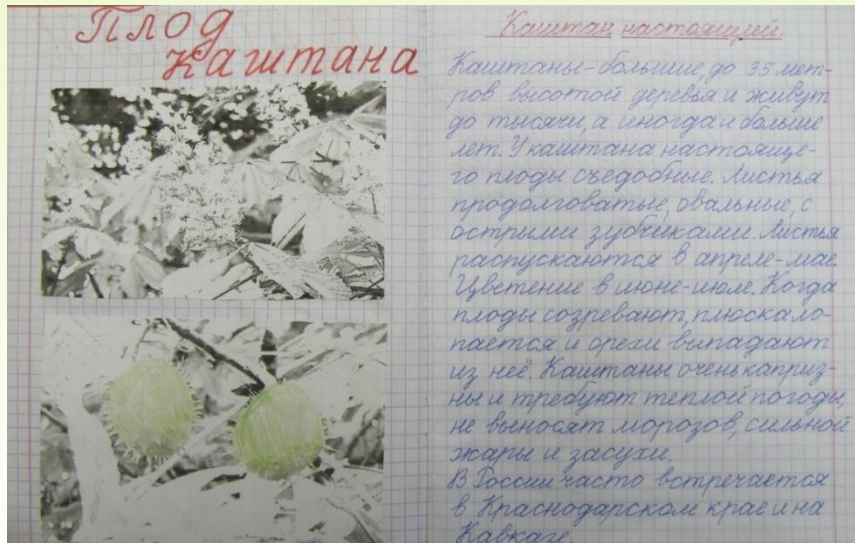 Плод
каштана
Каштан настоящий.
Каштаны-большие, до 35 мет-
ров высотой деревья и живут
до тысячи, а иногда и больше
лет. У каштана настояще-
го плоды съедобные. Листья
продолговатые, овальные, с
острыми зубчиками. Листья
распускаются в апреле-мае.
Цветение в июне-июле. Когда
плоды созревают, плюска ло-
пается и орехи выпадают
из неё. Каштаны очень каприз-
ны и требуют теплой погоды,
не выносят морозов, сильной
жары и засухи.
В России часто встречается
в Краснодарском крае и на
Кавказе.